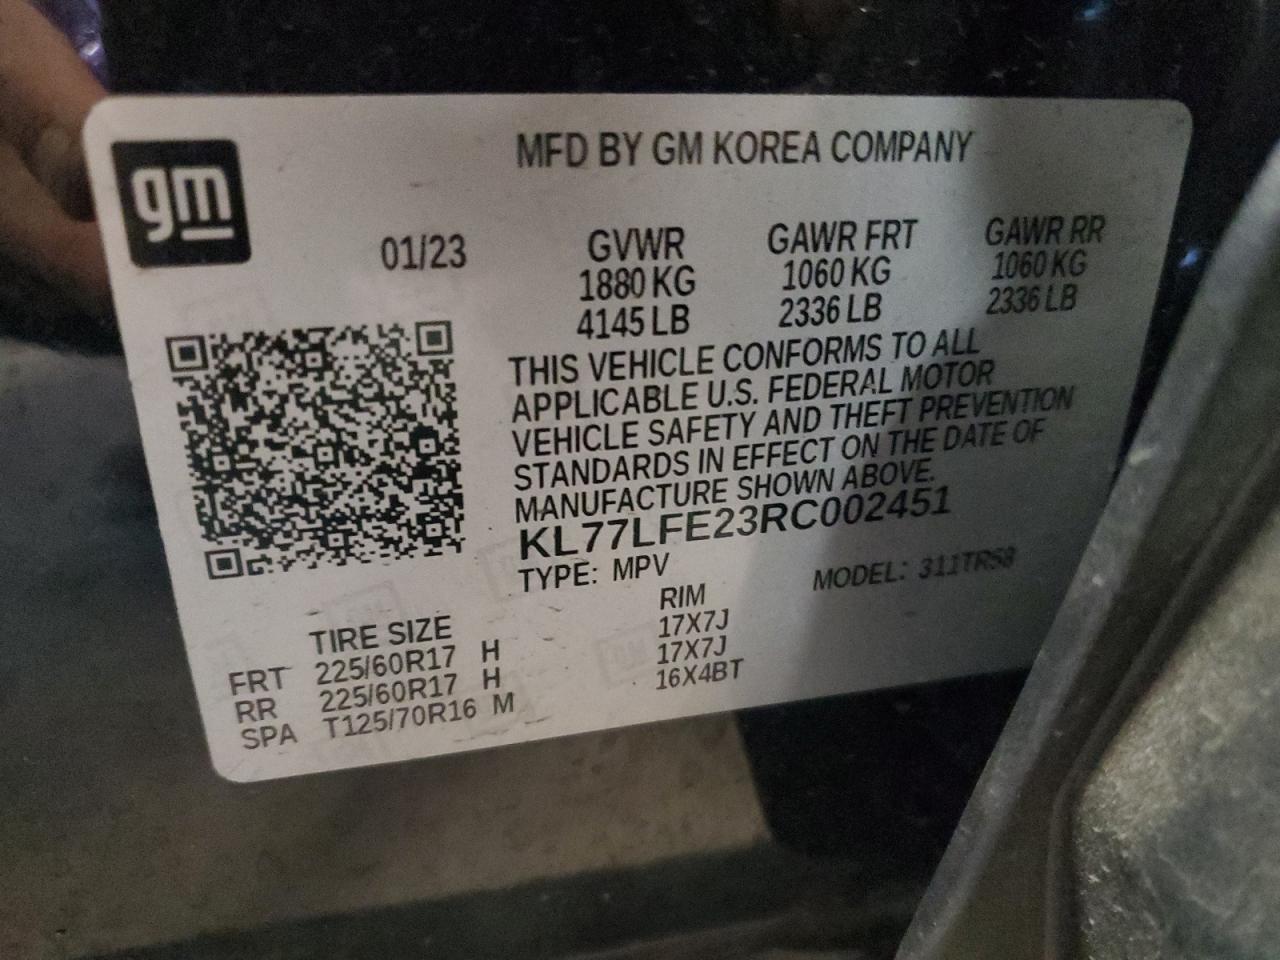 gm
MFD BY GM KOREA COMPANY
01/23 GVWR GAWR FRT GAWR RR
1880 KG 1060 KG 1060 KG
4145 LB 2336 LB 2336 LB
THIS VEHICLE CONFORMS TO ALL
APPLICABLE U.S. FEDERAL MOTOR
VEHICLE SAFETY AND THEFT PREVENTION
STANDARDS IN EFFECT ON THE DATE OF
MANUFACTURE SHOWN ABOVE.
KL77LFE23RC002451
TYPE: MPV MODEL: 311TR58
TIRE SIZE RIM
FRT 225/60R17 H 17X7J
RR 225/60R17 H 17X7J
SPA T125/70R16 M 16X4BT